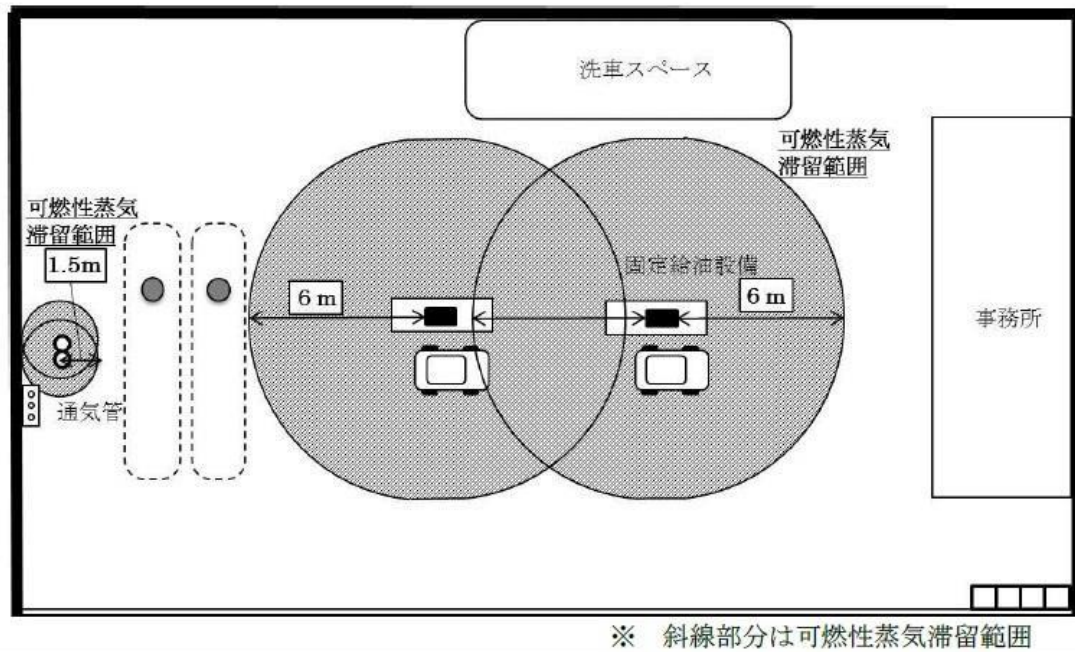 洗車スペース
可燃性蒸気
滞留範囲
可燃性蒸気
滞留範囲
1.5m
固定給油設備
6 m
6 m
事務所
通気管
※ 斜線部分は可燃性蒸気滞留範囲